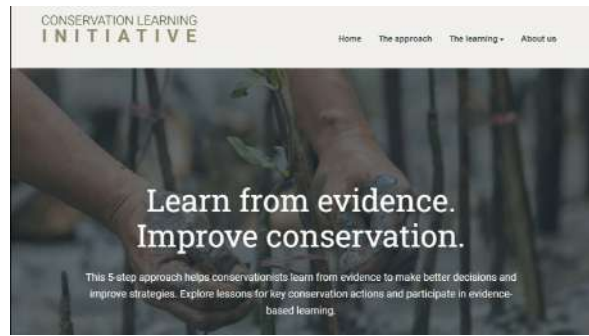 CONSERVATION LEARNING
INITIATIVE
Home The approach The learning About us
Learn from evidence.
Improve conservation.
This 5-step approach helps conservationists learn from evidence to make better decisions and
improve strategies. Explore lessons for key conservation actions and participate in evidence-
based learning.